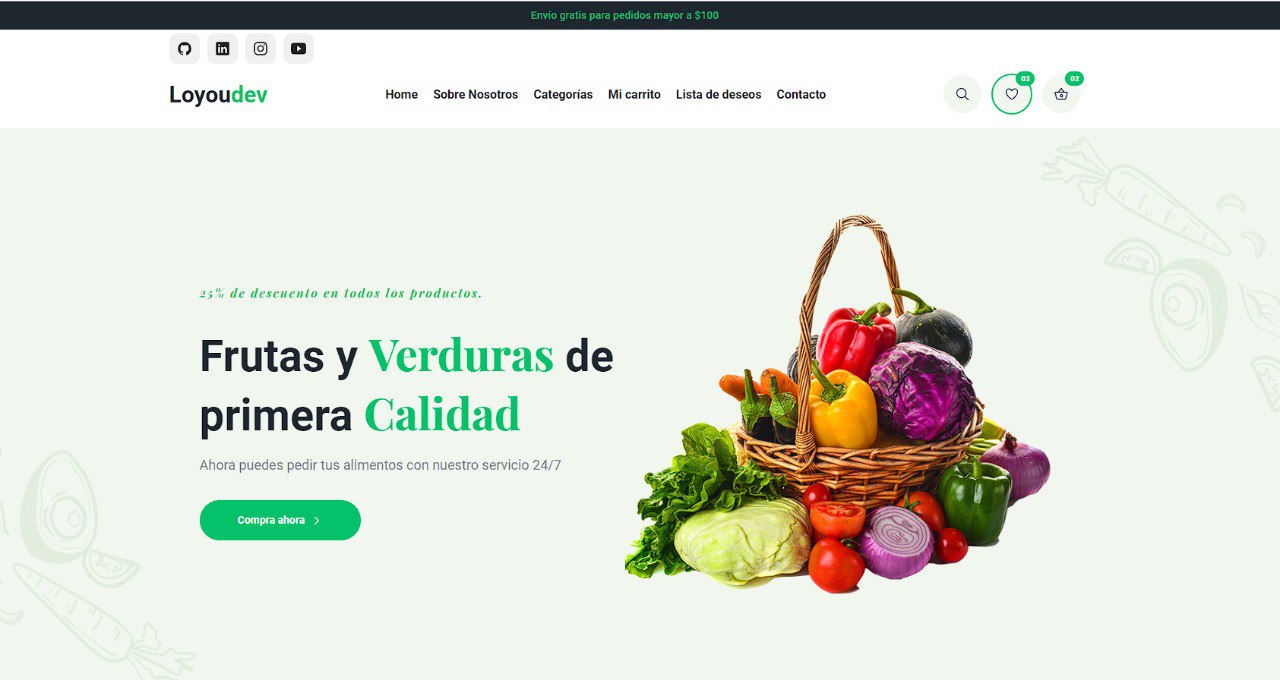 Envío gratis para pedidos mayor a $100
Loyoudev
Home Sobre Nosotros Categorías Mi carrito Lista de deseos Contacto
03
02
25% de descuento en todos los productos.
Frutas y Verduras de
primera Calidad
Ahora puedes pedir tus alimentos con nuestro servicio 24/7
Compra ahora